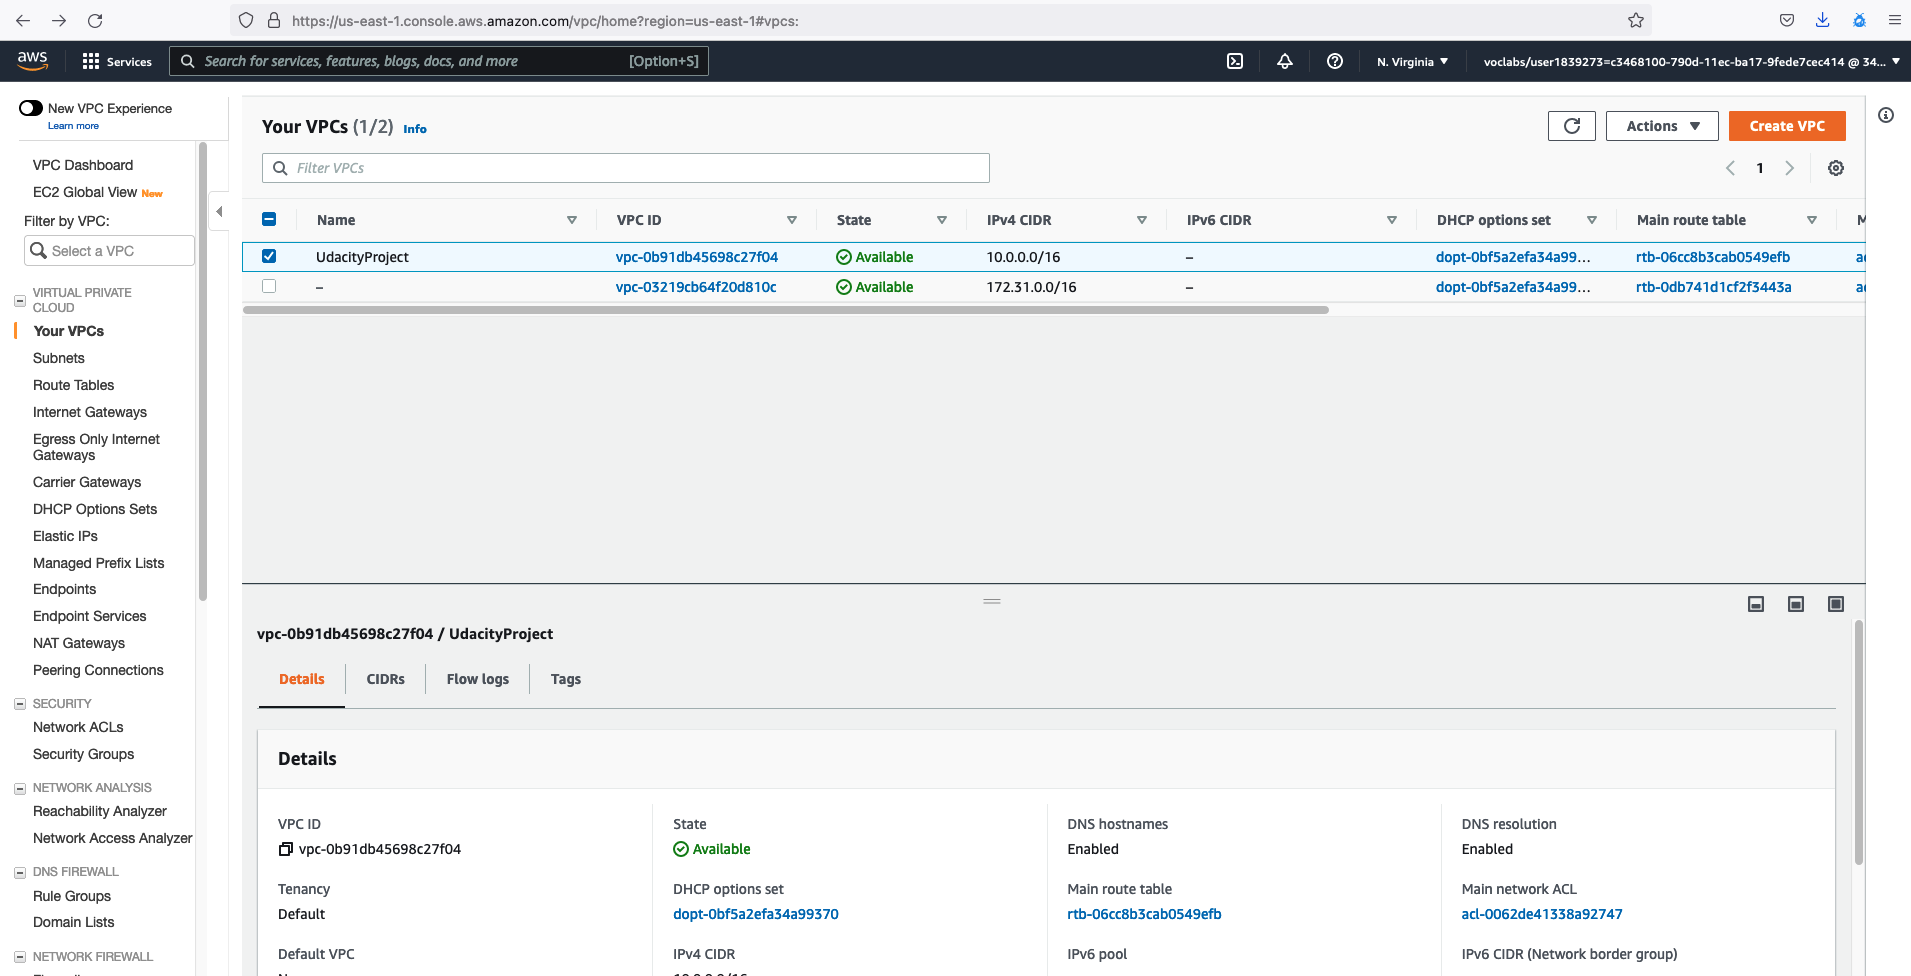 https://us-east-1.console.aws.amazon.com/vpc/home?region=us-east-1#vpcs:
aws
Services
Search for services, features, blogs, docs, and more
[Option+S]
N. Virginia
voclabs/user1839273=c3468100-790d-11ec-ba17-9fede7cec414 @ 34...
New VPC Experience
Learn more
VPC Dashboard
EC2 Global View New
Filter by VPC:
Select a VPC
VIRTUAL PRIVATE
CLOUD
Your VPCs
Subnets
Route Tables
Internet Gateways
Egress Only Internet
Gateways
Carrier Gateways
DHCP Options Sets
Elastic IPs
Managed Prefix Lists
Endpoints
Endpoint Services
NAT Gateways
Peering Connections
SECURITY
Network ACLs
Security Groups
NETWORK ANALYSIS
Reachability Analyzer
Network Access Analyzer
DNS FIREWALL
Rule Groups
Domain Lists
NETWORK FIREWALL
Your VPCs (1/2) Info
Actions
Create VPC
Filter VPCs
1
Name VPC ID State IPv4 CIDR IPv6 CIDR DHCP options set Main route table
UdacityProject vpc-0b91db45698c27f04 Available 10.0.0.0/16 – dopt-0bf5a2efa34a99... rtb-06cc8b3cab0549efb
– vpc-03219cb64f20d810c Available 172.31.0.0/16 – dopt-0bf5a2efa34a99... rtb-0db741d1cf2f3443a
vpc-0b91db45698c27f04 / UdacityProject
Details CIDRs Flow logs Tags
Details
VPC ID
vpc-0b91db45698c27f04
State
Available
DNS hostnames
Enabled
DNS resolution
Enabled
Tenancy
Default
DHCP options set
dopt-0bf5a2efa34a99370
Main route table
rtb-06cc8b3cab0549efb
Main network ACL
acl-0062de41338a92747
Default VPC
IPv4 CIDR
10.0.0.0/16
IPv6 pool
IPv6 CIDR (Network border group)